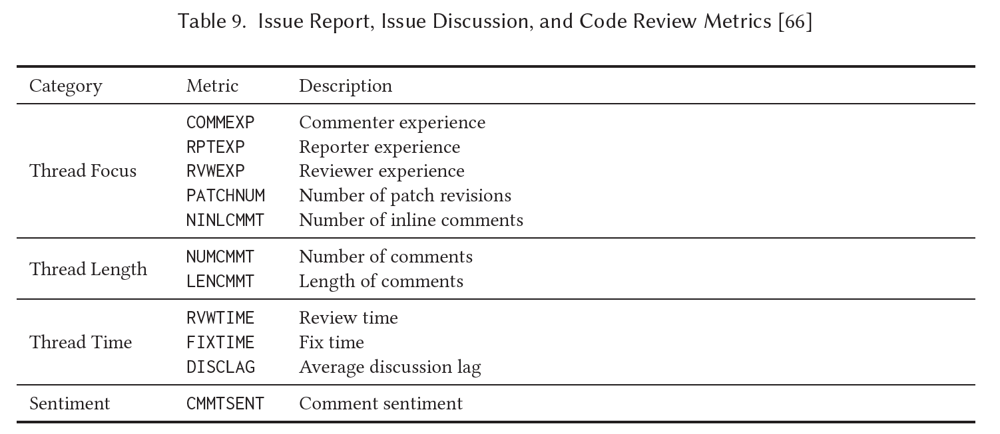 Table 9. Issue Report, Issue Discussion, and Code Review Metrics [66]
Category Metric Description
COMMEXP Commenter experience
RPTEXP Reporter experience
Thread Focus RVWEXP Reviewer experience
PATCHNUM Number of patch revisions
NINLCMMT Number of inline comments
NUMCMMT Number of comments
Thread Length
LENCMMT Length of comments
RVWTIME Review time
Thread Time FIXTIME Fix time
DISCLAG Average discussion lag
Sentiment CMMTSENT Comment sentiment